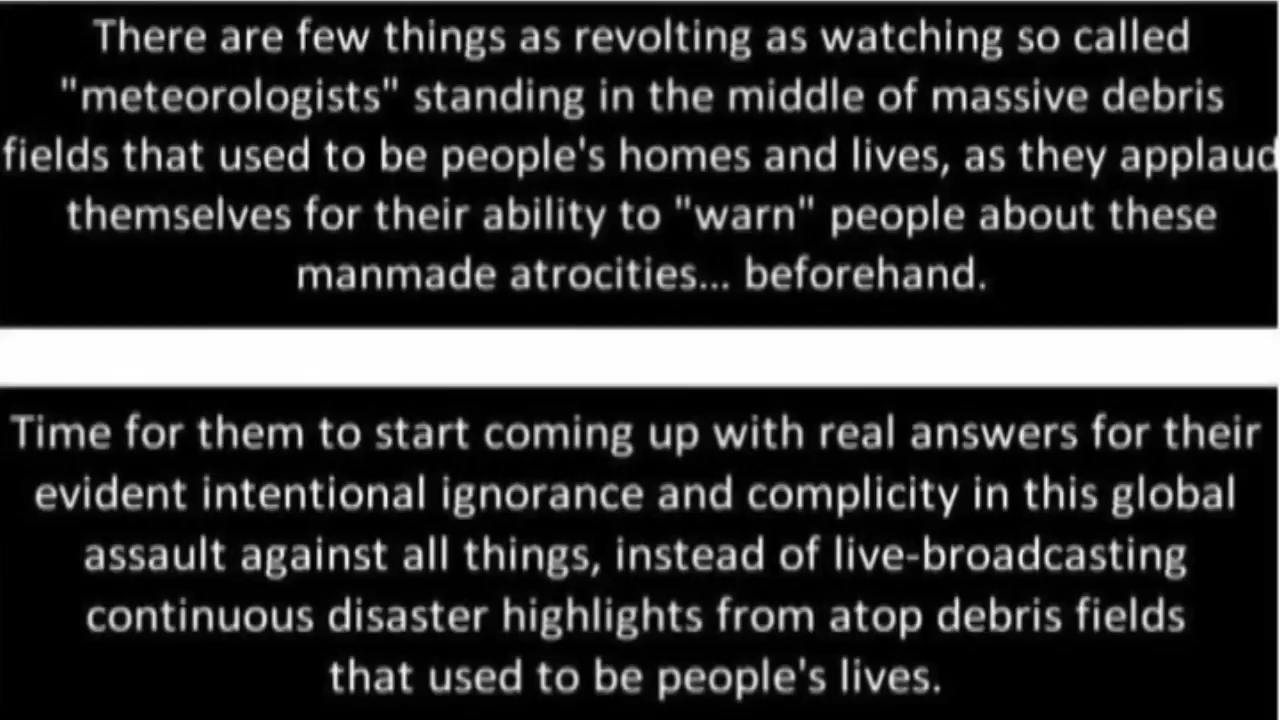 There are few things as revolting as watching so called
"meteorologists" standing in the middle of massive debris
fields that used to be people's homes and lives, as they applaud
themselves for their ability to "warn" people about these
manmade atrocities... beforehand.
Time for them to start coming up with real answers for their
evident intentional ignorance and complicity in this global
assault against all things, instead of live-broadcasting
continuous disaster highlights from atop debris fields
that used to be people's lives.